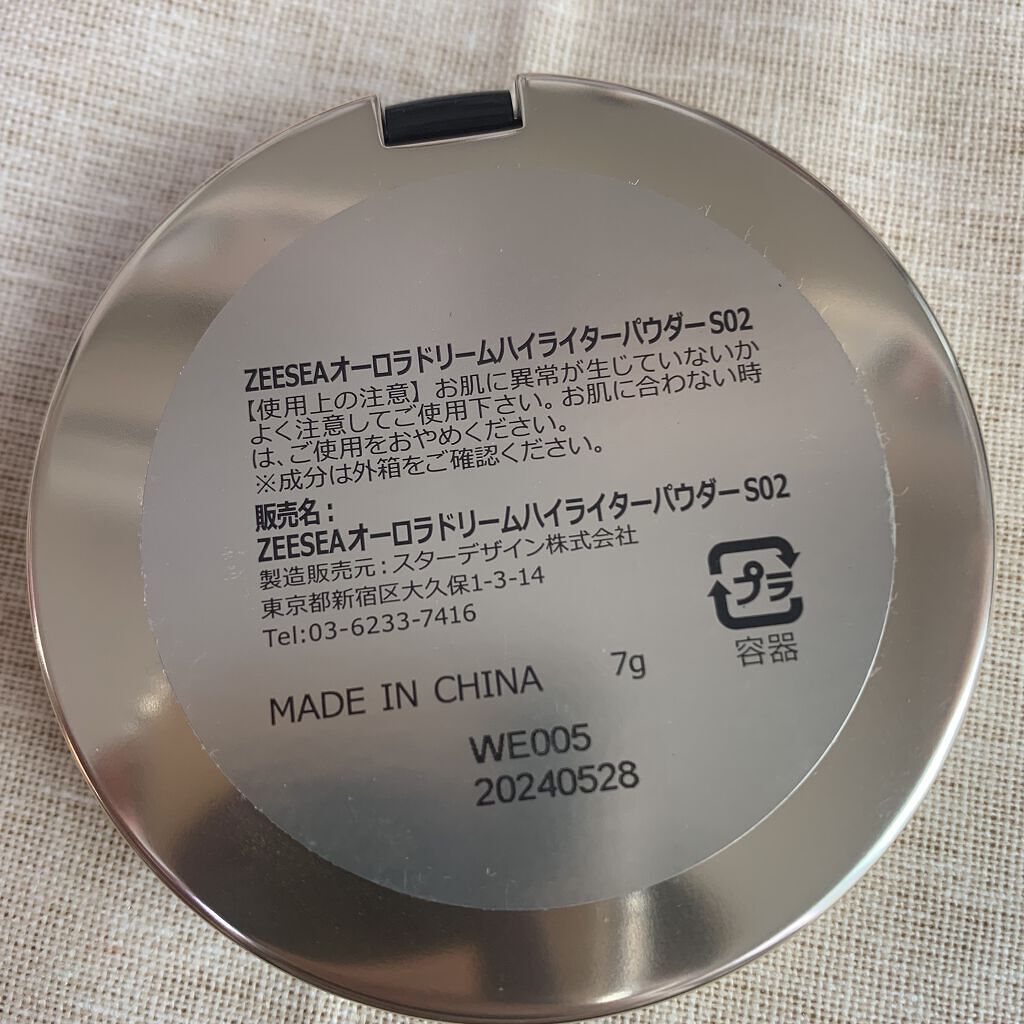 ZEESEAオーロラドリームハイライターパウダーS02
【使用上の注意】お肌に異常が生じていないか
よく注意してご使用下さい。お肌に合わない時
は、ご使用をおやめください。
※成分は外箱をご確認ください。
販売名:
ZEESEAオーロラドリームハイライターパウダーS02
製造販売元:スターデザイン株式会社
東京都新宿区大久保1-3-14
Tel:03-6233-7416
プラ
容器
MADE IN CHINA 7g
WE005
20240528